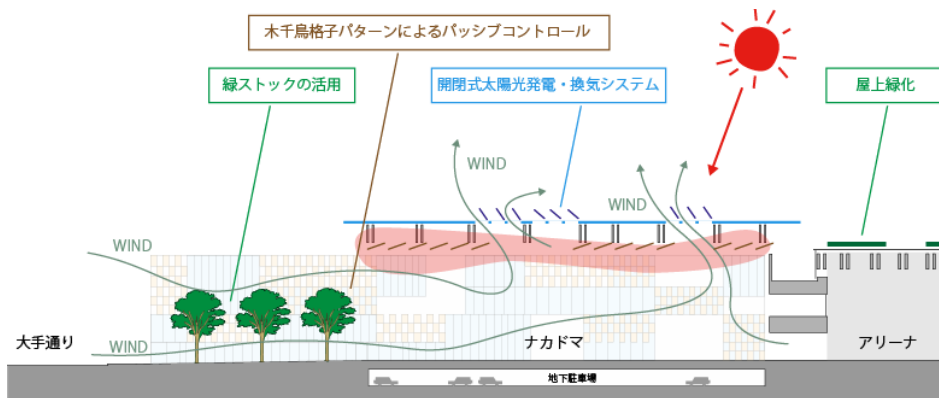 木千鳥格子パターンによるパッシブコントロール
緑ストックの活用
開閉式太陽光発電・換気システム
屋上緑化
WIND
WIND
WIND
WIND
大手通り
ナカドマ
アリーナ
地下駐車場